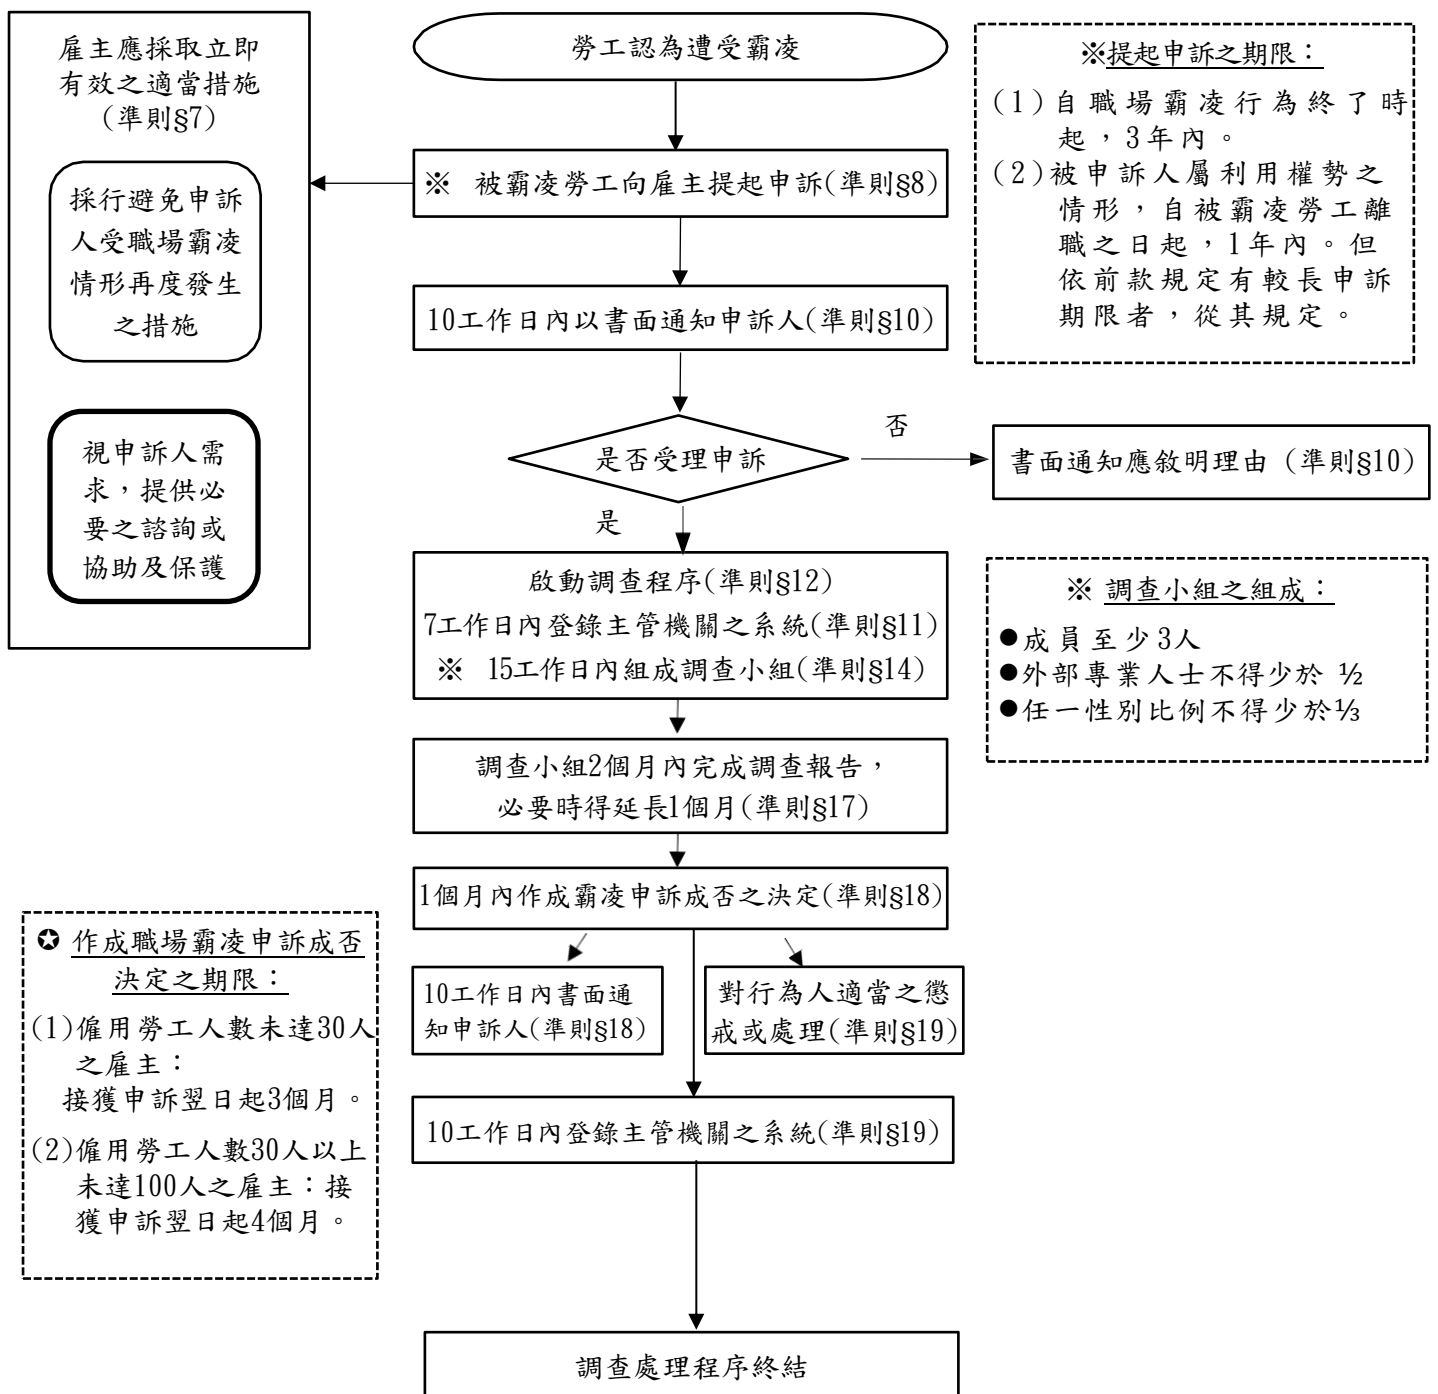 雇主應採取立即
有效之適當措施
(準則§7)
採行避免申訴
人受職場霸凌
情形再度發生
之措施
視申訴人需
求，提供必
要之諮詢或
協助及保護
勞工認為遭受霸凌
※ 被霸凌勞工向雇主提起申訴(準則§8)
10工作日內以書面通知申訴人(準則§10)
是否受理申訴
否
書面通知應敘明理由 (準則§10)
是
啟動調查程序(準則§12)
7工作日內登錄主管機關之系統(準則§11)
※ 15工作日內組成調查小組(準則§14)
調查小組2個月內完成調查報告，
必要時得延長1個月(準則§17)
1個月內作成霸凌申訴成否之決定(準則§18)
10工作日內書面通
知申訴人(準則§18)
對行為人適當之懲
戒或處理(準則§19)
10工作日內登錄主管機關之系統(準則§19)
調查處理程序終結
※提起申訴之期限：
(1)自職場霸凌行為終了時
起，3年內。
(2)被申訴人屬利用權勢之
情形，自被霸凌勞工離
職之日起，1年內。但
依前款規定有較長申訴
期限者，從其規定。
※ 調查小組之組成：
●成員至少3人
●外部專業人士不得少於 ½
●任一性別比例不得少於⅓
✪ 作成職場霸凌申訴成否
決定之期限：
(1)僱用勞工人數未達30人
之雇主：
接獲申訴翌日起3個月。
(2)僱用勞工人數30人以上
未達100人之雇主：接
獲申訴翌日起4個月。